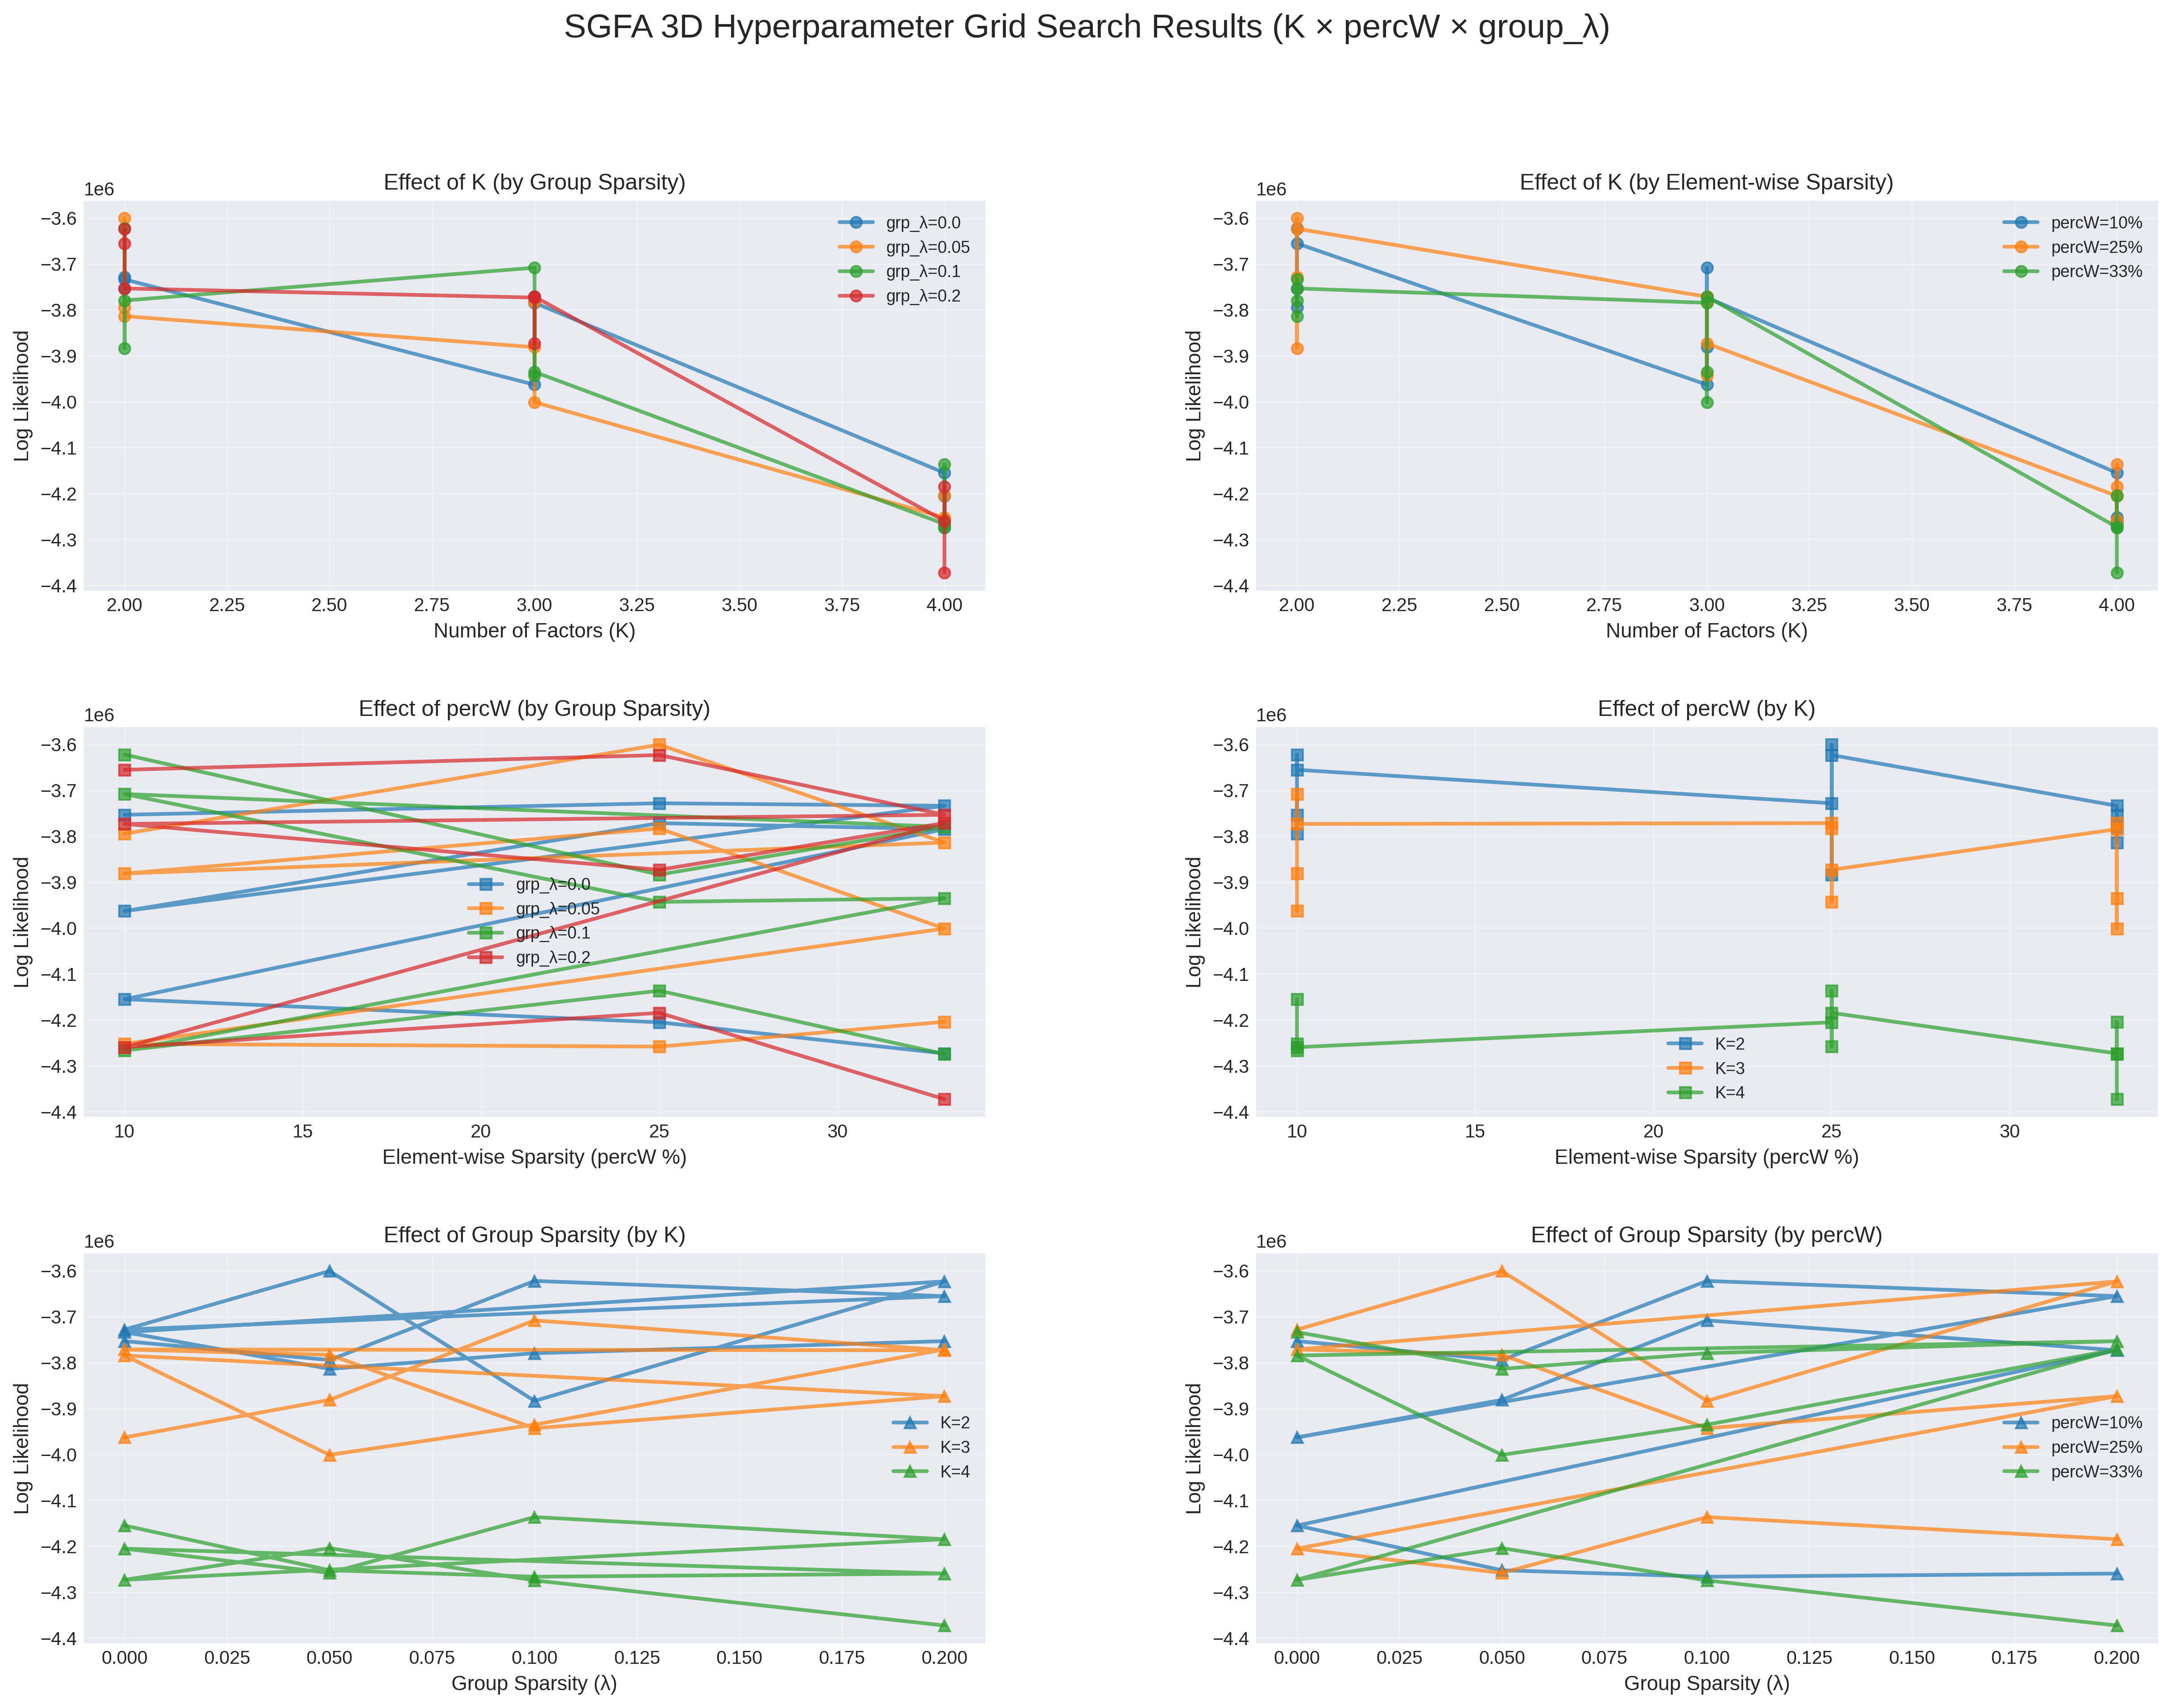 SGFA 3D Hyperparameter Grid Search Results (K × percW × group_λ)
Effect of K (by Group Sparsity)
1e6
−3.6
−3.7
−3.8
−3.9
−4.0
−4.1
−4.2
−4.3
−4.4
Log Likelihood
grp_λ=0.0
grp_λ=0.05
grp_λ=0.1
grp_λ=0.2
2.00 2.25 2.50 2.75 3.00 3.25 3.50 3.75 4.00
Number of Factors (K)
Effect of K (by Element-wise Sparsity)
1e6
−3.6
−3.7
−3.8
−3.9
−4.0
−4.1
−4.2
−4.3
−4.4
Log Likelihood
percW=10%
percW=25%
percW=33%
2.00 2.25 2.50 2.75 3.00 3.25 3.50 3.75 4.00
Number of Factors (K)
Effect of percW (by Group Sparsity)
1e6
−3.6
−3.7
−3.8
−3.9
−4.0
−4.1
−4.2
−4.3
−4.4
Log Likelihood
grp_λ=0.0
grp_λ=0.05
grp_λ=0.1
grp_λ=0.2
10 15 20 25 30
Element-wise Sparsity (percW %)
Effect of percW (by K)
1e6
−3.6
−3.7
−3.8
−3.9
−4.0
−4.1
−4.2
−4.3
−4.4
Log Likelihood
K=2
K=3
K=4
10 15 20 25 30
Element-wise Sparsity (percW %)
Effect of Group Sparsity (by K)
1e6
−3.6
−3.7
−3.8
−3.9
−4.0
−4.1
−4.2
−4.3
−4.4
Log Likelihood
K=2
K=3
K=4
0.000 0.025 0.050 0.075 0.100 0.125 0.150 0.175 0.200
Group Sparsity (λ)
Effect of Group Sparsity (by percW)
1e6
−3.6
−3.7
−3.8
−3.9
−4.0
−4.1
−4.2
−4.3
−4.4
Log Likelihood
percW=10%
percW=25%
percW=33%
0.000 0.025 0.050 0.075 0.100 0.125 0.150 0.175 0.200
Group Sparsity (λ)